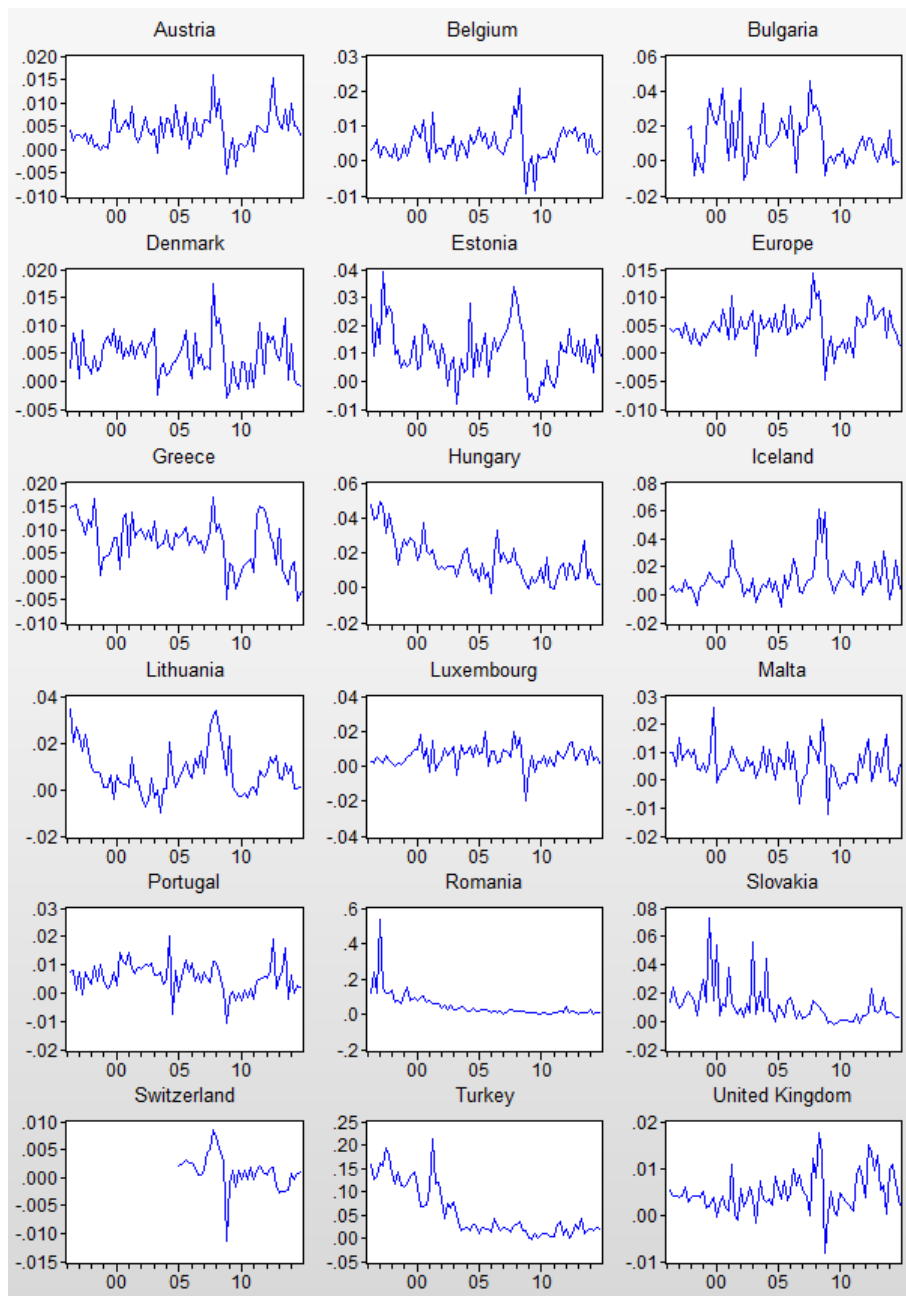 Austria Belgium Bulgaria
.020 .03 .06
.015 .02 .04
.010 .01 .02
.005 .00 .00
.000 -.01 -.02
-.005
-.010
00 05 10 00 05 10 00 05 10
Denmark Estonia Europe
.020 .04 .015
.015 .03 .010
.010 .02 .005
.005 .01 .000
.000 .00 -.005
-.005 -.01 -.010
00 05 10 00 05 10 00 05 10
Greece Hungary Iceland
.020 .06 .08
.015 .04 .06
.010 .02 .04
.005 .00 .02
.000 -.02 .00
-.005 -.02
-.010
00 05 10 00 05 10 00 05 10
Lithuania Luxembourg Malta
.04 .04 .03
.02 .02 .02
.00 .00 .01
-.02 -.02 .00
-.04 -.01
-.02
00 05 10 00 05 10 00 05 10
Portugal Romania Slovakia
.03 .6 .08
.02 .4 .06
.01 .2 .04
.00 .0 .02
-.01 -.2 .00
-.02 -.02
00 05 10 00 05 10 00 05 10
Switzerland Turkey United Kingdom
.010 .25 .02
.005 .20 .01
.000 .15 .00
-.005 .10 -.01
-.010 .05
-.015 .00
-.05
00 05 10 00 05 10 00 05 10